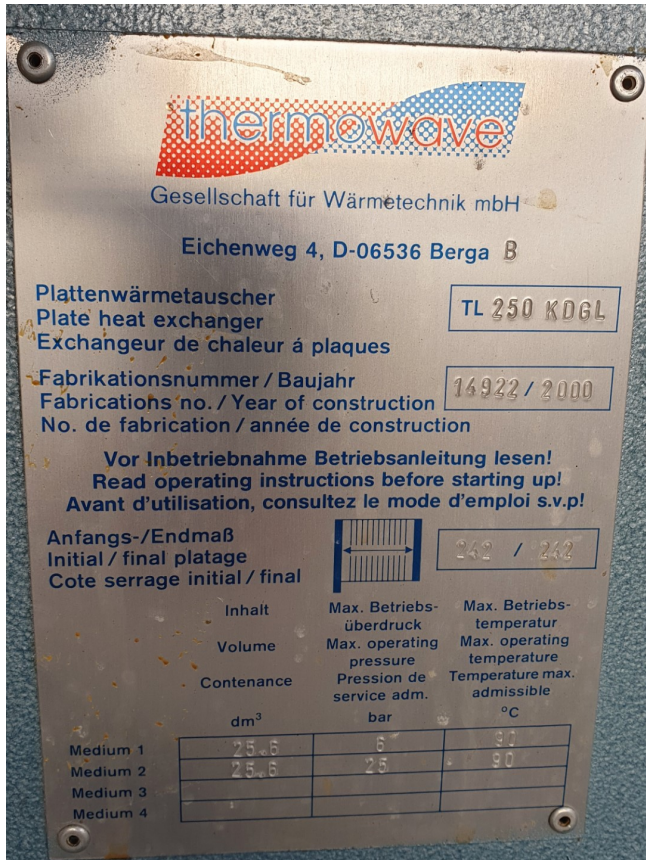 thermowave
Gesellschaft für Wärmetechnik mbH
Eichenweg 4, D-06536 Berga B
Plattenwärmetauscher
Plate heat exchanger
Exchangeur de chaleur á plaques
TL 250 KDGL
Fabrikationsnummer / Baujahr
Fabrications no. / Year of construction
No. de fabrication / année de construction
14922 / 2000
Vor Inbetriebnahme Betriebsanleitung lesen!
Read operating instructions before starting up!
Avant d'utilisation, consultez le mode d'emploi s.v.p!
Anfangs-/Endmaß
Initial / final platage
Cote serrage initial / final
242 / 242
Inhalt
Volume
Contenance
dm³
Max. Betriebs-
überdruck
Max. operating
pressure
Pression de
service adm.
bar
Max. Betriebs-
temperatur
Max. operating
temperature
Temperature max.
admissible
°C
Medium 1 25.6 6 90
Medium 2 25.6 25 90
Medium 3
Medium 4